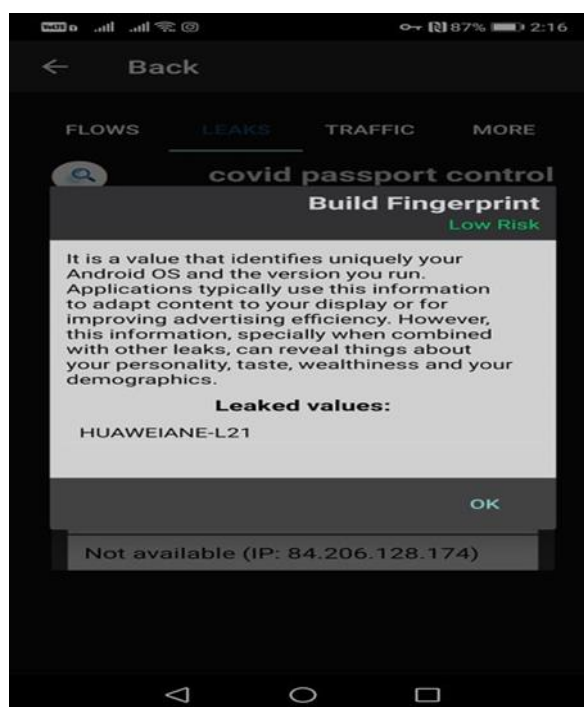 87% 2:16
Back
FLOWS LEAKS TRAFFIC MORE
covid passport control
Build Fingerprint
Low Risk
It is a value that identifies uniquely your
Android OS and the version you run.
Applications typically use this information
to adapt content to your display or for
improving advertising efficiency. However,
this information, specially when combined
with other leaks, can reveal things about
your personality, taste, wealthiness and your
demographics.
Leaked values:
HUAWEIANE-L21
OK
Not available (IP: 84.206.128.174)